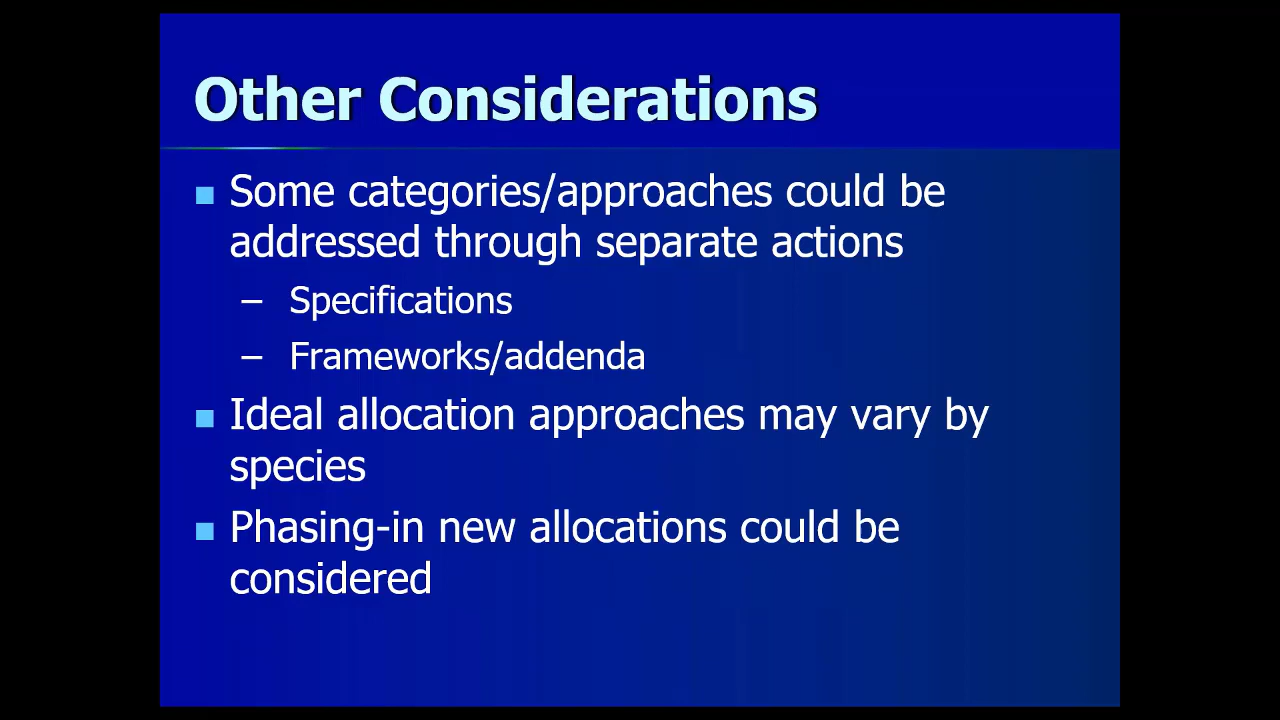 Other Considerations
Some categories/approaches could be
addressed through separate actions
– Specifications
– Frameworks/addenda
Ideal allocation approaches may vary by
species
Phasing-in new allocations could be
considered